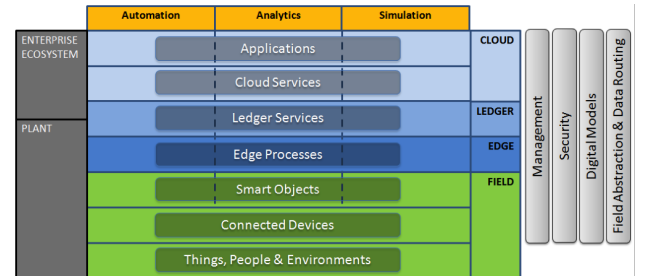 Automation Analytics Simulation
ENTERPRISE
ECOSYSTEM
CLOUD
Applications
Cloud Services
PLANT
LEDGER
Ledger Services
EDGE
Edge Processes
FIELD
Smart Objects
Connected Devices
Things, People & Environments
Management
Security
Digital Models
Field Abstraction & Data Routing